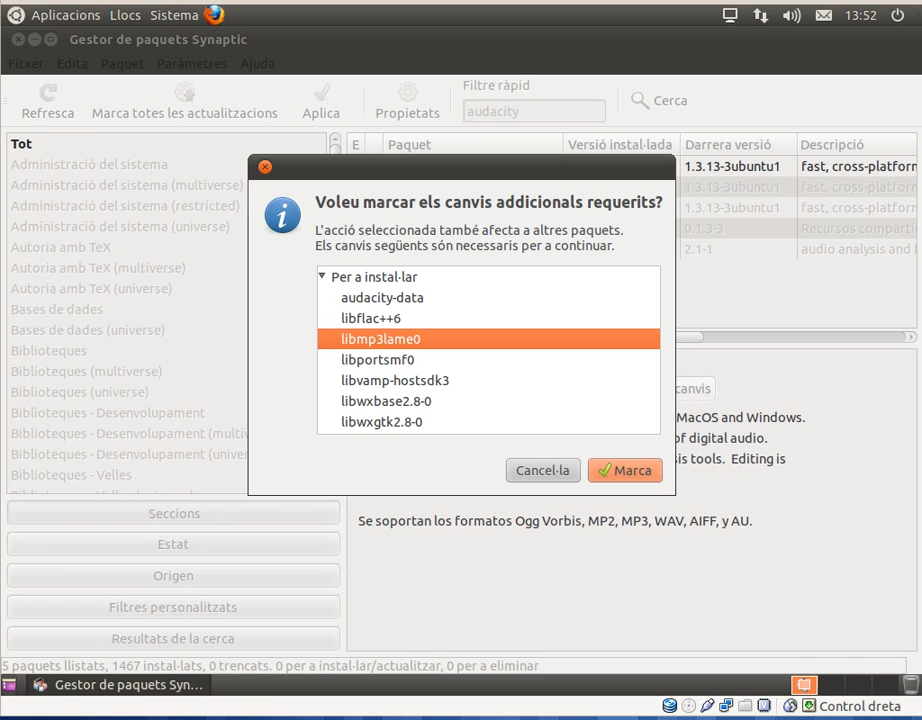 Aplicacions Llocs Sistema 13:52
Gestor de paquets Synaptic
Fitxer Edita Paquet Paràmetres Ajuda
Filtre ràpid
Refresca Marca totes les actualitzacions Aplica Propietats audacity Cerca
Tot E Paquet Versió instal·lada Darrera versió Descripció
Administració del sistema
Administració del sistema (multiverse)
Administració del sistema (restricted)
Administració del sistema (universe)
Autoria amb TeX
Autoria amb TeX (multiverse)
Autoria amb TeX (universe)
Bases de dades
Bases de dades (universe)
Biblioteques
Biblioteques (multiverse)
Biblioteques (universe)
Biblioteques - Desenvolupament
Biblioteques - Desenvolupament (multiv
Biblioteques - Desenvolupament (univer
Biblioteques - Velles
1.3.13-3ubuntu1 fast, cross-platform
1.3.13-3ubuntu1 fast, cross-platform
1.3.13-3ubuntu1 fast, cross-platform
0.1.3-3 Recursos comparti
2.1-1 audio analysis and
Voleu marcar els canvis addicionals requerits?
L'acció seleccionada també afecta a altres paquets.
Els canvis següents són necessaris per a continuar.
Per a instal·lar
audacity-data
libflac++6
libmp3lame0
libportsmf0
libvamp-hostsdk3
libwxbase2.8-0
libwxgtk2.8-0
Cancel·la Marca
canvis
MacOS and Windows.
of digital audio.
sis tools. Editing is
Se soportan los formatos Ogg Vorbis, MP2, MP3, WAV, AIFF, y AU.
Seccions
Estat
Origen
Filtres personalitzats
Resultats de la cerca
5 paquets llistats, 1467 instal·lats, 0 trencats. 0 per a instal·lar/actualitzar, 0 per a eliminar
Gestor de paquets Syn...
Control dreta